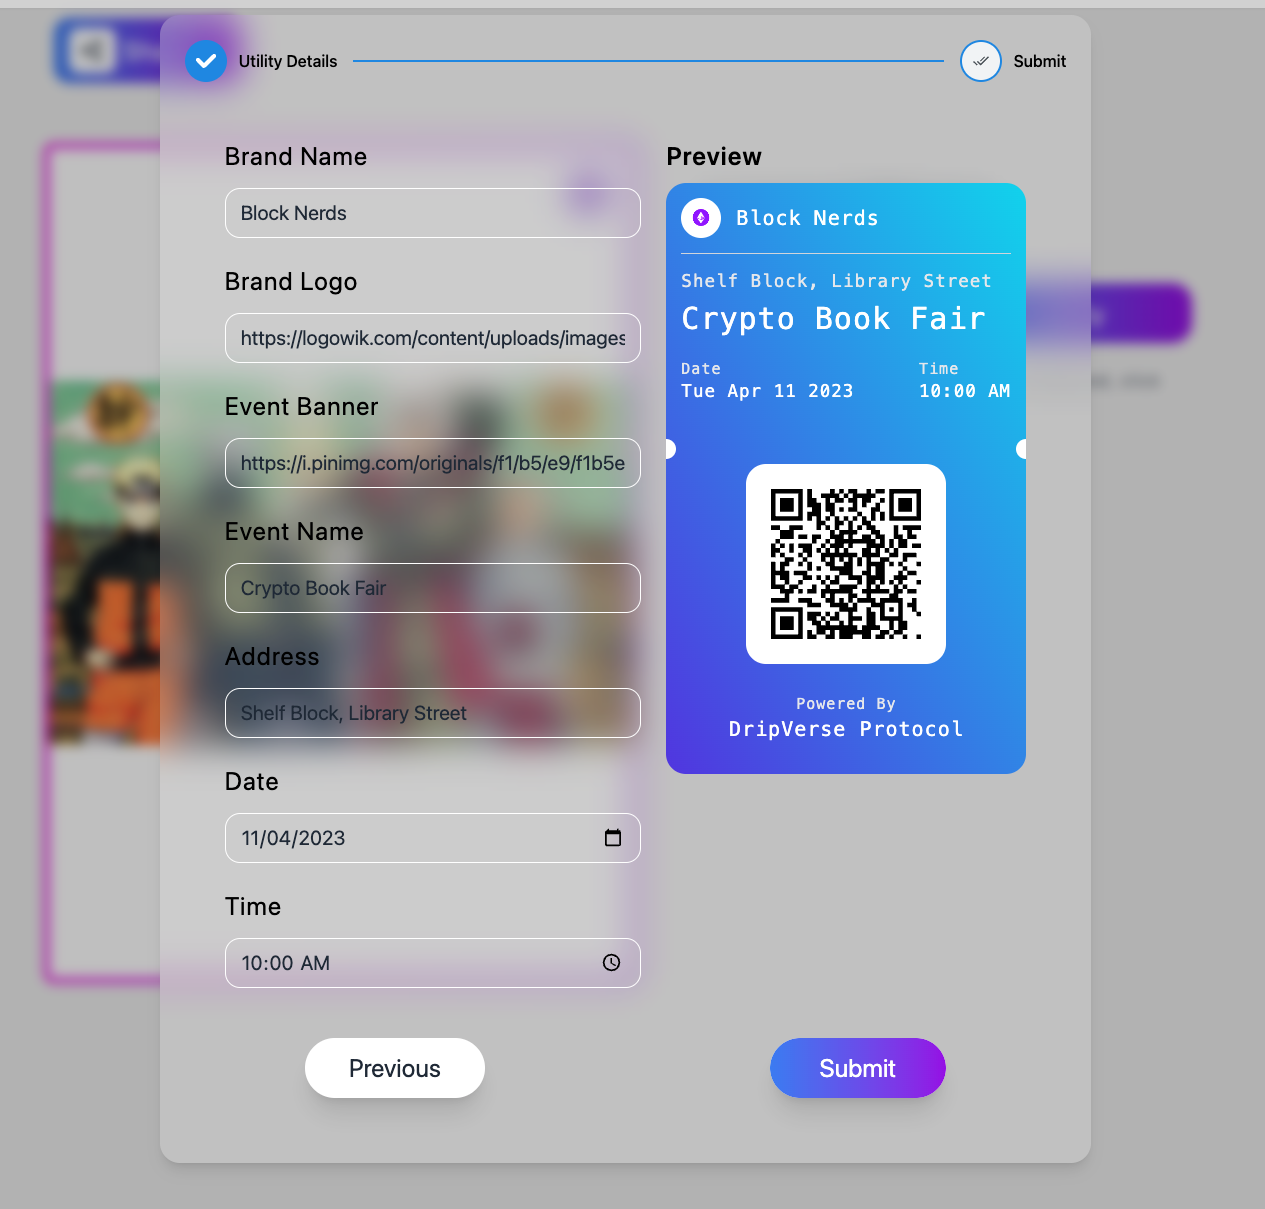 Utility Details
Submit
Brand Name
Block Nerds
Brand Logo
https://logowik.com/content/uploads/images
Event Banner
https://i.pinimg.com/originals/f1/b5/e9/f1b5e
Event Name
Crypto Book Fair
Address
Shelf Block, Library Street
Date
11/04/2023
Time
10:00 AM
Preview
Block Nerds
Shelf Block, Library Street
Crypto Book Fair
Date Time
Tue Apr 11 2023 10:00 AM
Powered By
DripVerse Protocol
Previous
Submit